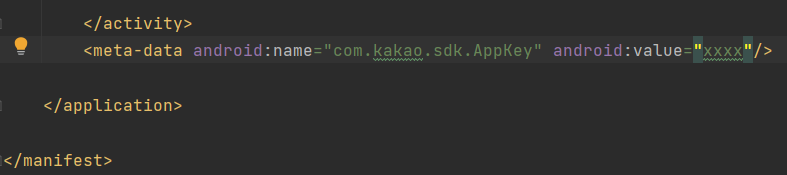 </activity>
<meta-data android:name="com.kakao.sdk.AppKey" android:value="xxxx"/>
</application>
</manifest>